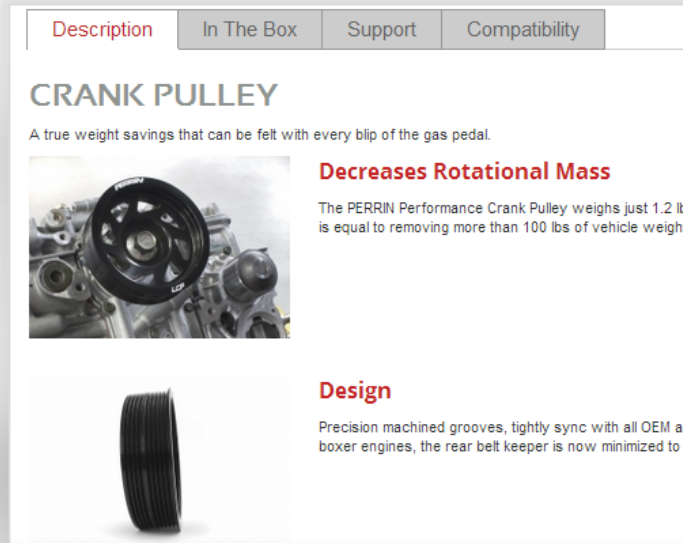 Description
In The Box
Support
Compatibility
CRANK PULLEY
A true weight savings that can be felt with every blip of the gas pedal.
PERRIN
LCP
Decreases Rotational Mass
The PERRIN Performance Crank Pulley weighs just 1.2 lb
is equal to removing more than 100 lbs of vehicle weigh
Design
Precision machined grooves, tightly sync with all OEM a
boxer engines, the rear belt keeper is now minimized to